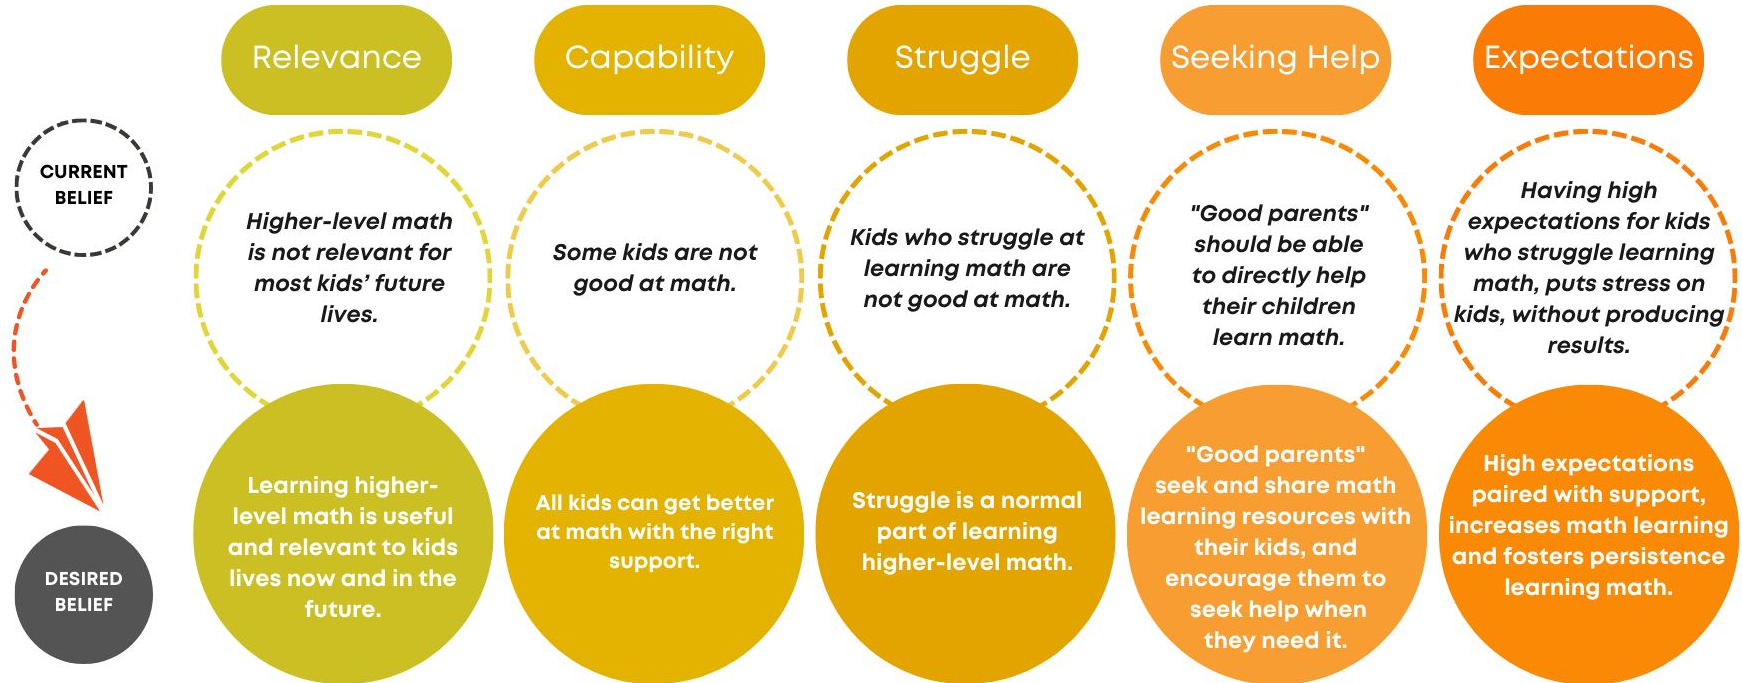 Relevance
Capability
Struggle
Seeking Help
Expectations
CURRENT
BELIEF
Higher-level math
is not relevant for
most kids’ future
lives.
Some kids are not
good at math.
Kids who struggle at
learning math are
not good at math.
"Good parents"
should be able
to directly help
their children
learn math.
Having high
expectations for kids
who struggle learning
math, puts stress on
kids, without producing
results.
DESIRED
BELIEF
Learning higher-
level math is useful
and relevant to kids
lives now and in the
future.
All kids can get better
at math with the right
support.
Struggle is a normal
part of learning
higher-level math.
"Good parents"
seek and share math
learning resources with
their kids, and
encourage them to
seek help when
they need it.
High expectations
paired with support,
increases math learning
and fosters persistence
learning math.